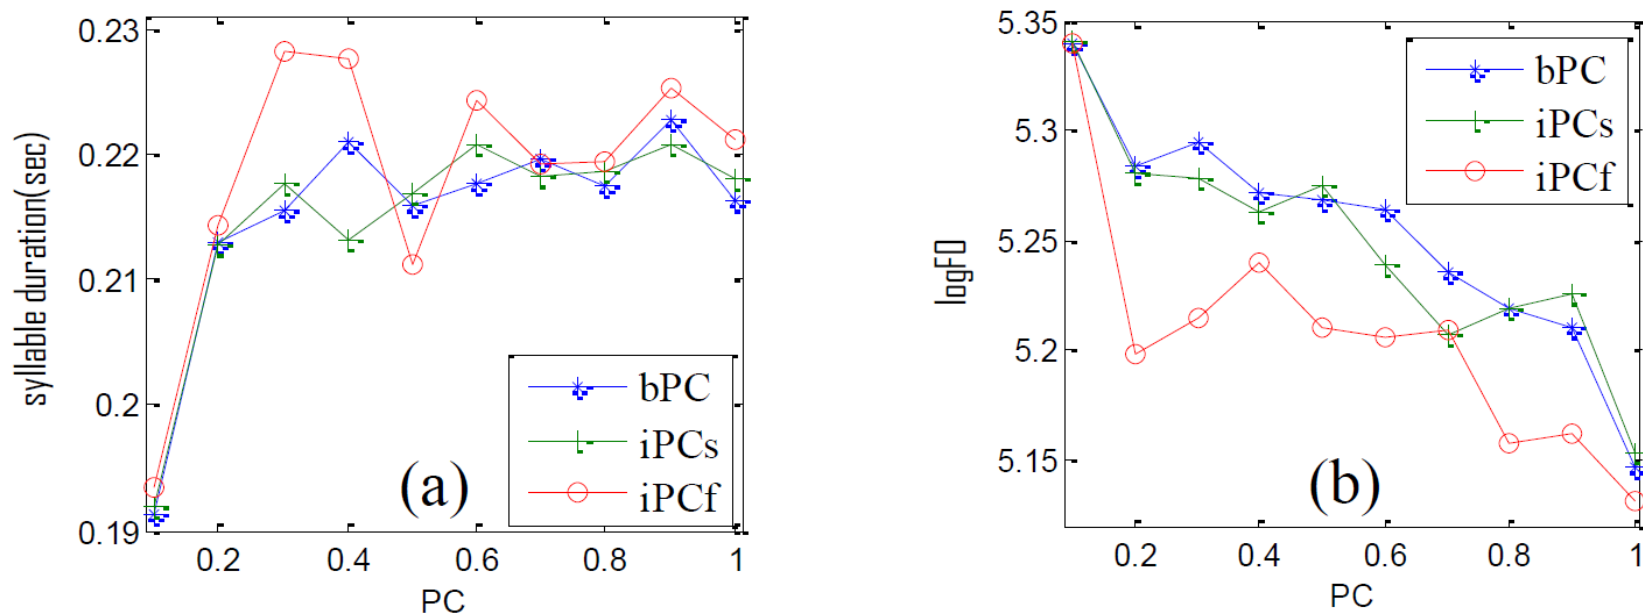 0.23
0.22
0.21
0.2
0.19
syllable duration(sec)
0.2 0.4 0.6 0.8 1
PC
bPC
iPCs
iPCf
(a)
5.35
5.3
5.25
5.2
5.15
logF0
0.2 0.4 0.6 0.8 1
PC
bPC
iPCs
iPCf
(b)